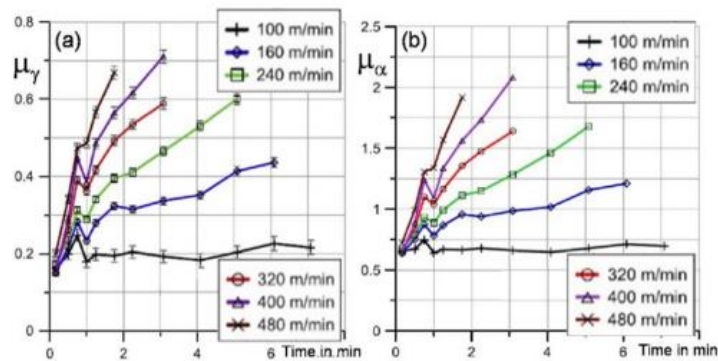 0.8
0.6
0.4
0.2
0
μγ
(a)
100 m/min
160 m/min
240 m/min
320 m/min
400 m/min
480 m/min
0 2 4 6 Time in min
2.5
2
1.5
1
0.5
0
μα
(b)
100 m/min
160 m/min
240 m/min
320 m/min
400 m/min
480 m/min
0 2 4 6 Time in min